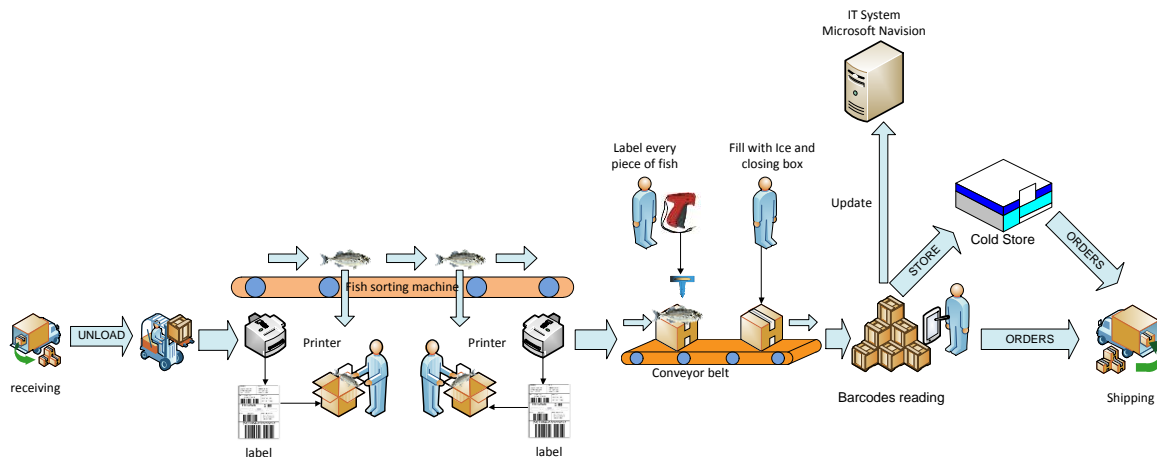 IT System
Microsoft Navision
Label every
piece of fish
Fill with Ice and
closing box
Update
Cold Store
STORE
ORDERS
Fish sorting machine
UNLOAD
Printer
Printer
receiving
Conveyor belt
ORDERS
Barcodes reading
Shipping
label
label